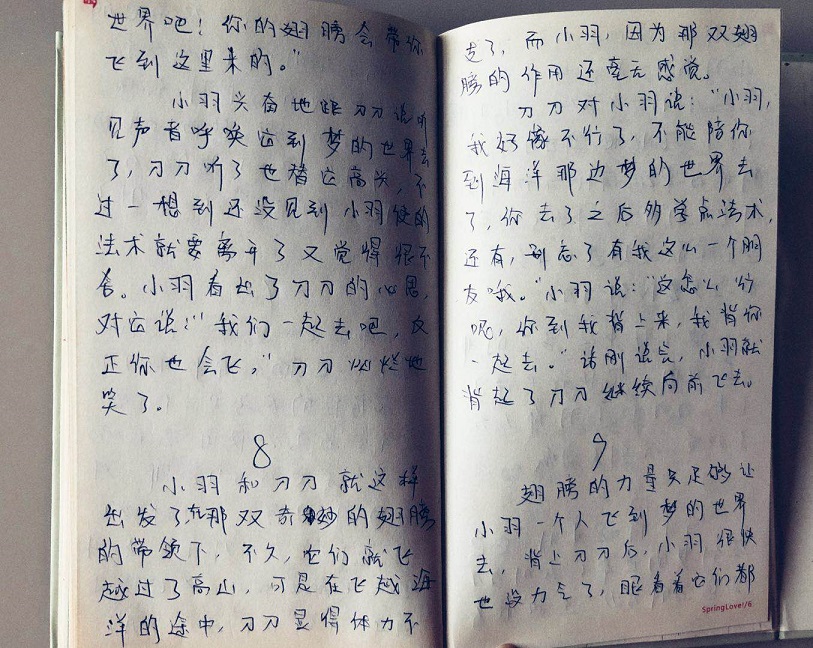 世界吧！你的翅膀会带你
飞到这里来的。”
小羽兴奋地跟刀刀说听
见声音呼唤它到梦的世界去
了，刀刀听了也替它高兴，不
过一想到还没见到小羽使的
法术就要离开了又觉得很不
舍。小羽看出了刀刀的心思，
对它说：“我们一起去吧，反
正你也会飞。”刀刀灿烂地
笑了。
8
小羽和刀刀就这样
出发了，在那双奇妙的翅膀
的带领下，不久，它们就飞
越过了高山，可是在飞越海
洋的途中，刀刀显得体力不
支了，而小羽，因为那双翅
膀的作用还毫无感觉。
刀刀对小羽说：“小羽，
我好像不行了，不能陪你
到海洋那边梦的世界去
了，你去了之后多学点法术，
还有，别忘了有我这么一个朋
友哦。”小羽说：“这怎么行
呢，你到我背上来，我背你
一起去。”话刚说完，小羽就
背起了刀刀继续向前飞去。
9
翅膀的力量只足够让
小羽一个人飞到梦的世界
去，背上刀刀后，小羽很快
也没力气了，眼看着它们都
SpringLover/6